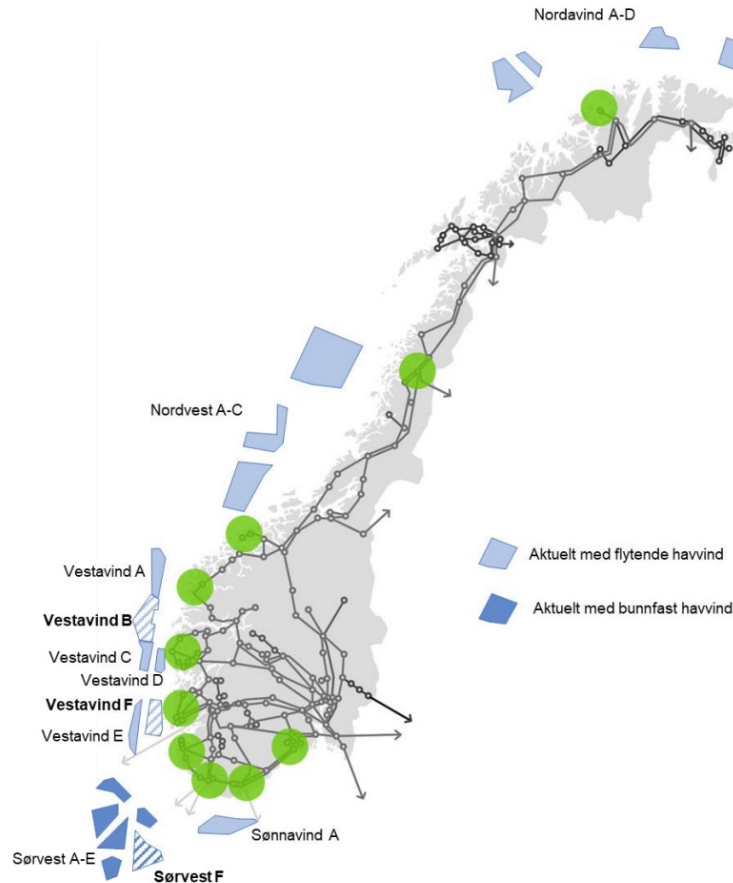 Nordavind A-D
Nordvest A-C
Aktuelt med flytende havvind
Vestavind A
Aktuelt med bunnfast havvind
Vestavind B
Vestavind C
Vestavind D
Vestavind F
Vestavind E
Sønnavind A
Sørvest A-E
Sørvest F